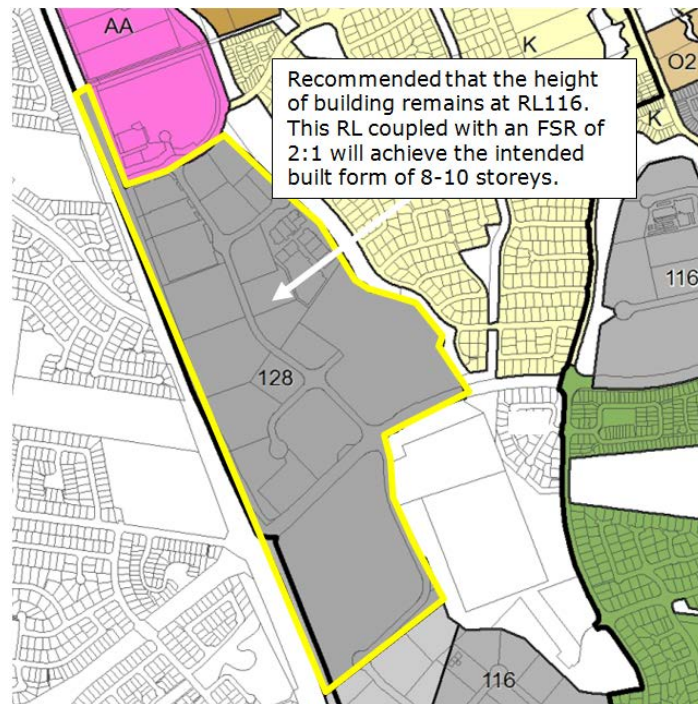 AA
K
O2
Recommended that the height
of building remains at RL116.
This RL coupled with an FSR of
2:1 will achieve the intended
built form of 8-10 storeys.
K
116
128
116